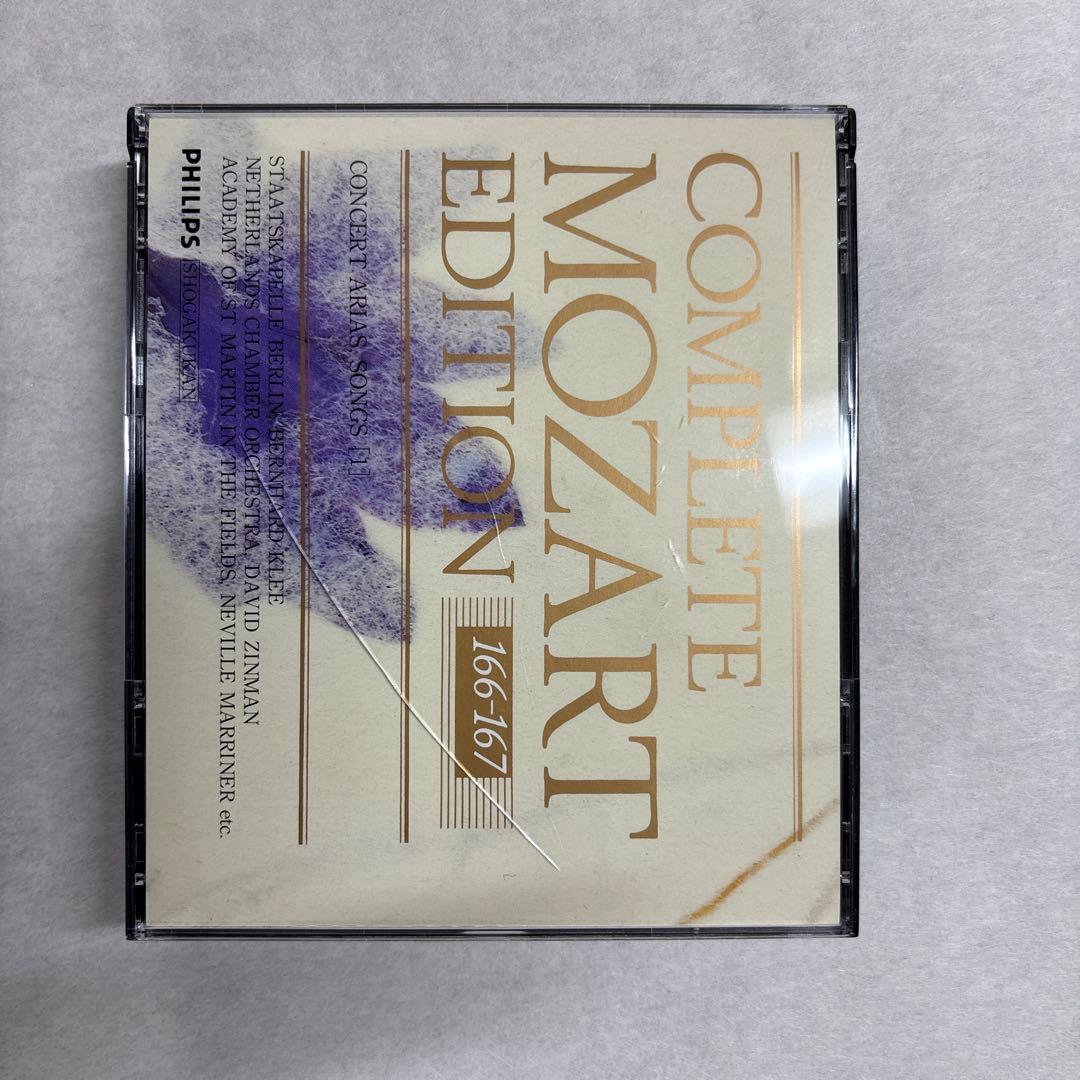 COMPLETE
MOZART
EDITION 166-167
CONCERT ARIAS, SONGS [1]
STAATSKAPELLE BERLIN, BERNHARD KLEE
NETHERLANDS CHAMBER ORCHESTRA, DAVID ZINMAN
ACADEMY OF ST MARTIN IN THE FIELDS, NEVILLE MARRINER etc.
PHILIPS SHOGAKUKAN